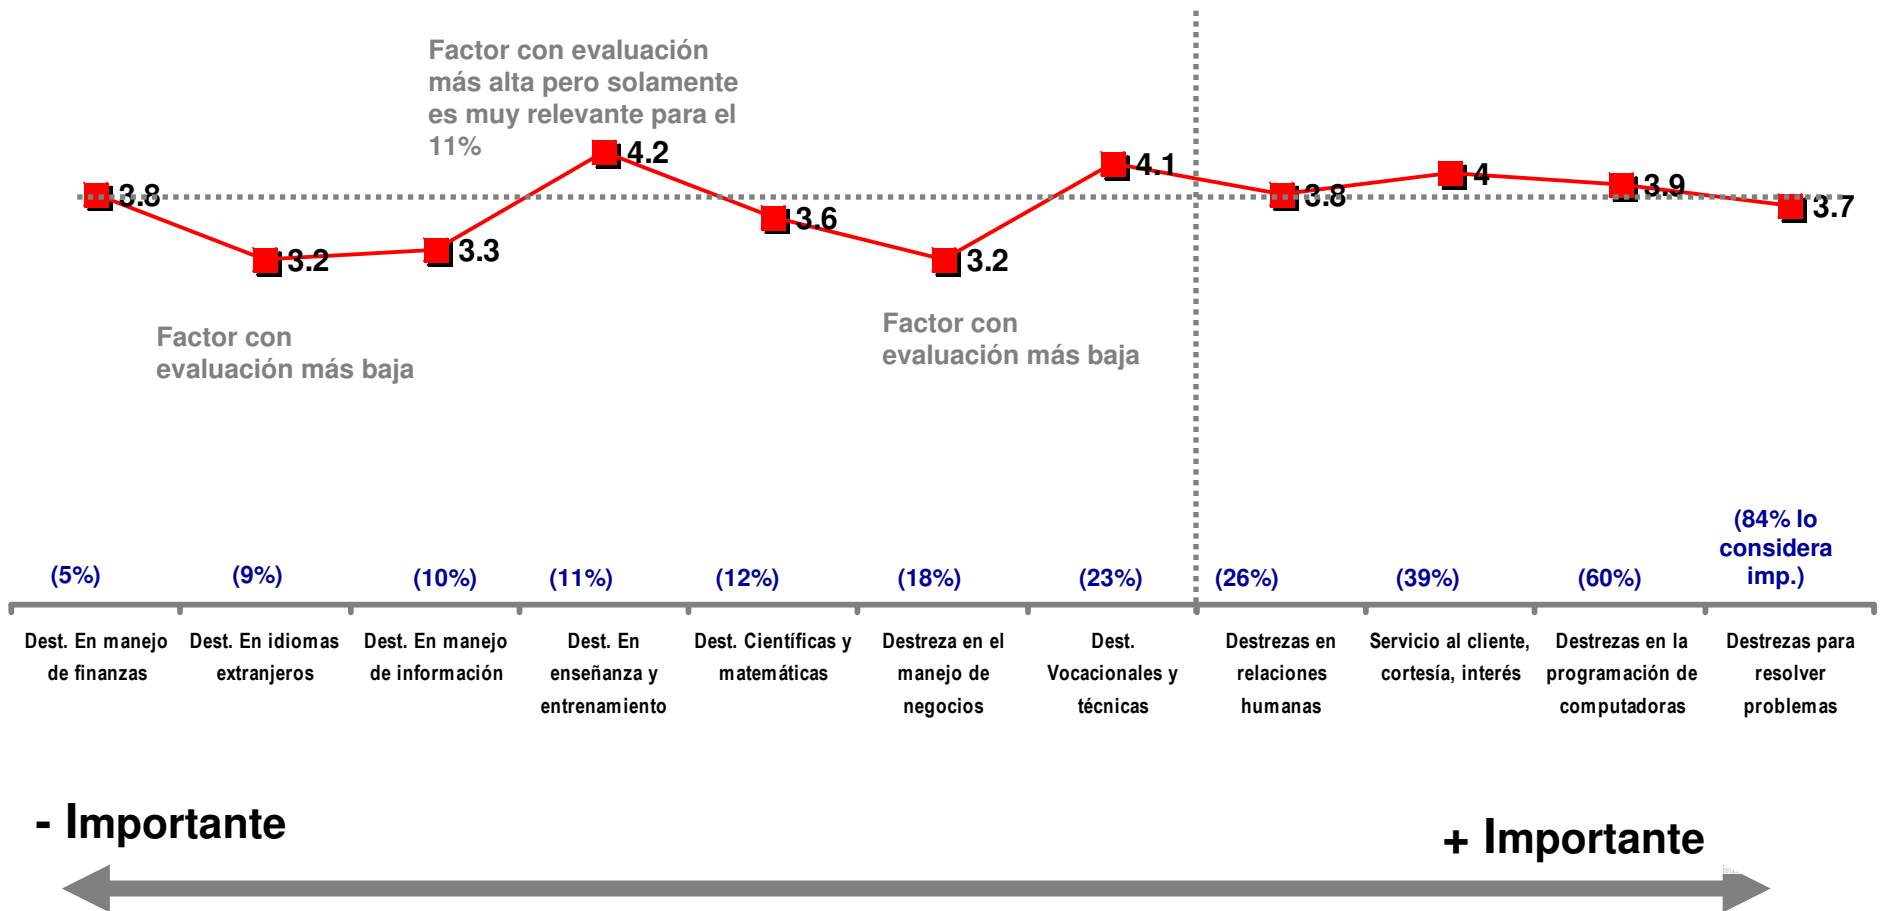 Factor con evaluación
más alta pero solamente
es muy relevante para el
11%
3.8
3.2
3.3
4.2
3.6
3.2
4.1
3.8
4
3.9
3.7
Factor con
evaluación más baja
Factor con
evaluación más baja
(5%)
(9%)
(10%)
(11%)
(12%)
(18%)
(23%)
(26%)
(39%)
(60%)
(84% lo
considera
imp.)
Dest. En manejo
de finanzas
Dest. En idiomas
extranjeros
Dest. En manejo
de información
Dest. En
enseñanza y
entrenamiento
Dest. Científicas y
matemáticas
Destreza en el
manejo de
negocios
Dest.
Vocacionales y
técnicas
Destrezas en
relaciones
humanas
Servicio al cliente,
cortesía, interés
Destrezas en la
programación de
computadoras
Destrezas para
resolver
problemas
- Importante
+ Importante